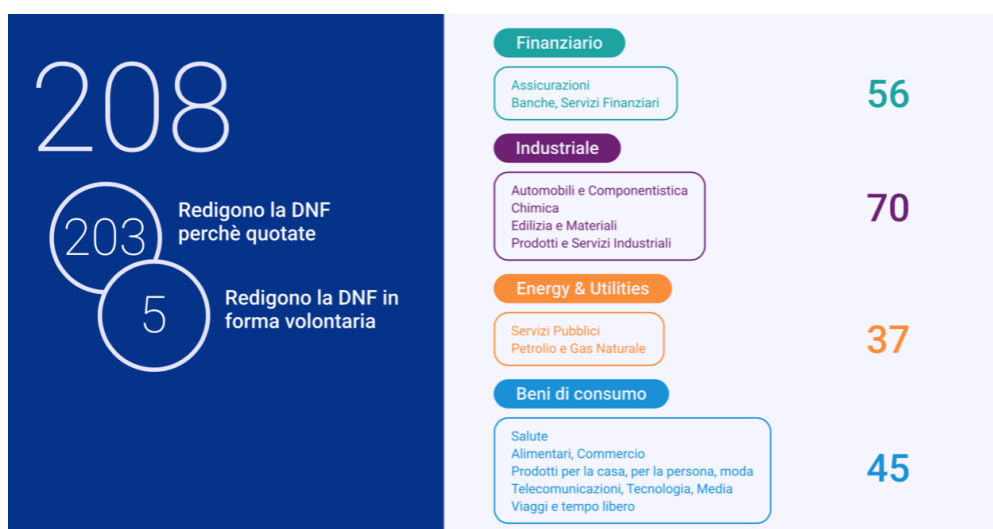 208
203
Redigono la DNF
perchè quotate
5
Redigono la DNF in
forma volontaria
Finanziario
Assicurazioni
Banche, Servizi Finanziari
56
Industriale
Automobili e Componentistica
Chimica
Edilizia e Materiali
Prodotti e Servizi Industriali
70
Energy & Utilities
Servizi Pubblici
Petrolio e Gas Naturale
37
Beni di consumo
Salute
Alimentari, Commercio
Prodotti per la casa, per la persona, moda
Telecomunicazioni, Tecnologia, Media
Viaggi e tempo libero
45